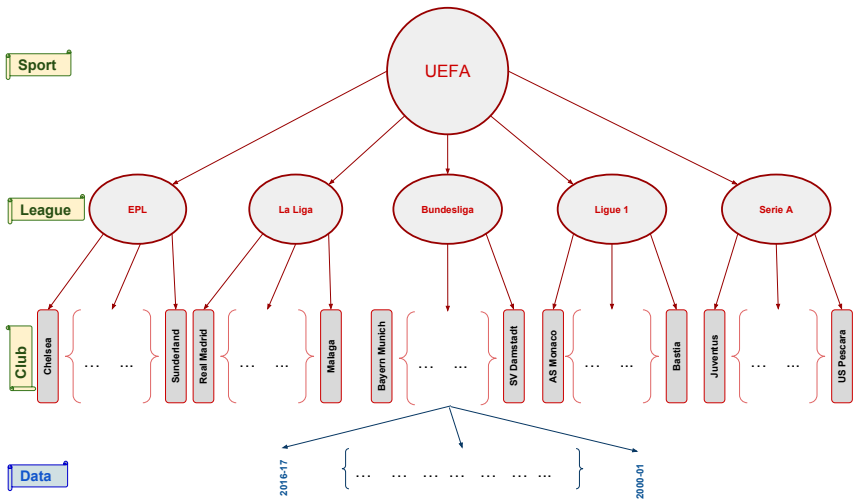 UEFA
Sport
League
EPL
La Liga
Bundesliga
Ligue 1
Serie A
Club
Chelsea
... ...
Sunderland
Real Madrid
... ...
Malaga
Bayern Munich
... ...
SV Damstadt
AS Monaco
... ...
Bastia
Juventus
... ...
US Pescara
Data
2016-17
... ... ... ... ... ... ...
2000-01